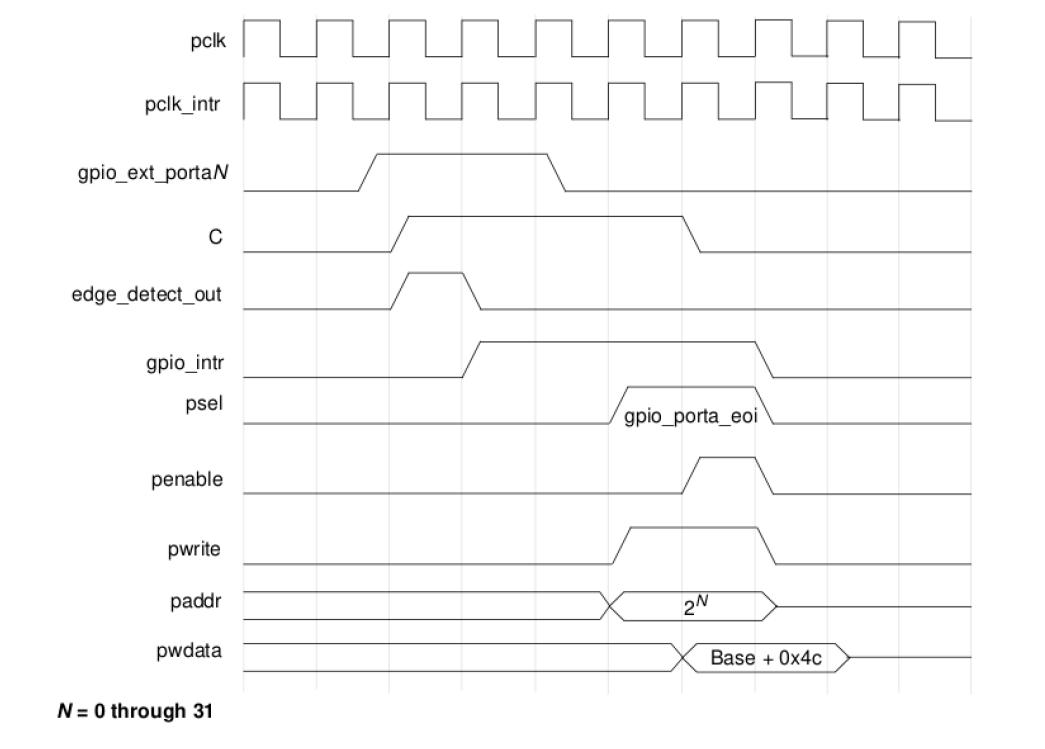 pclk
pclk_intr
gpio_ext_portaN
C
edge_detect_out
gpio_intr
psel
gpio_porta_eoi
penable
pwrite
paddr
2^N
pwdata
Base + 0x4c
N = 0 through 31